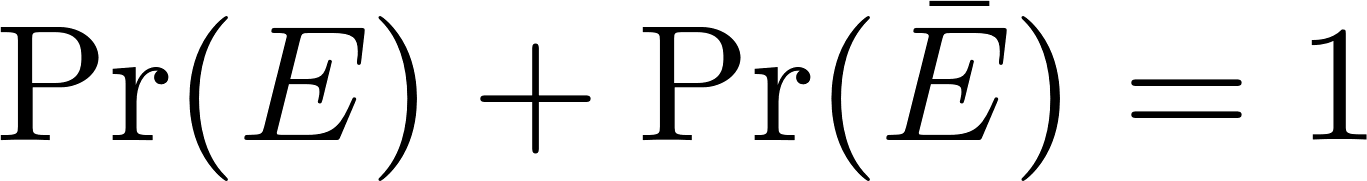 Pr(E) + Pr(Ē) = 1